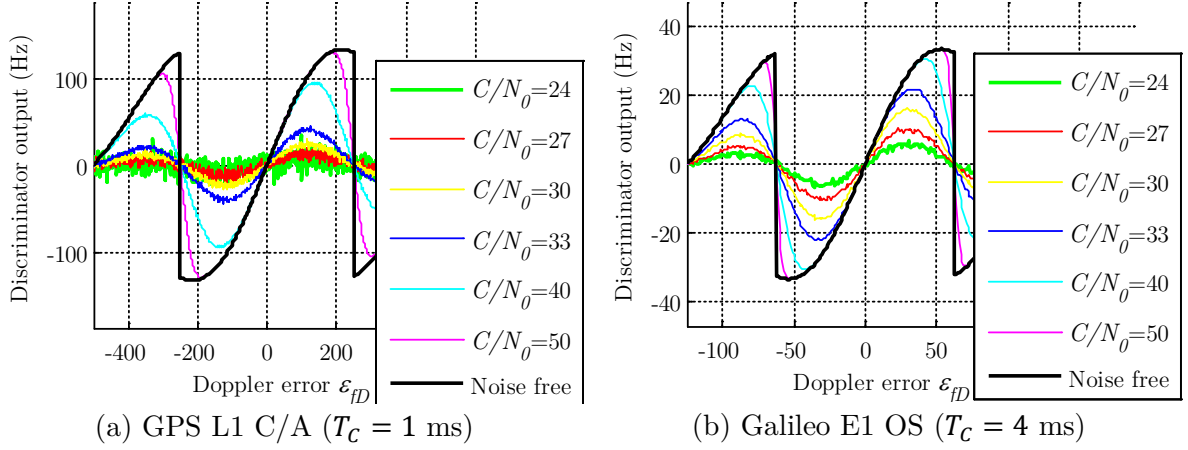 Discriminator output (Hz)
100
0
-100
-400
-200
0
200
Doppler error ε_fD
C/N_0=24
C/N_0=27
C/N_0=30
C/N_0=33
C/N_0=40
C/N_0=50
Noise free
(a) GPS L1 C/A (T_C = 1 ms)
Discriminator output (Hz)
40
20
0
-20
-40
-100
-50
0
50
Doppler error ε_fD
C/N_0=24
C/N_0=27
C/N_0=30
C/N_0=33
C/N_0=40
C/N_0=50
Noise free
(b) Galileo E1 OS (T_C = 4 ms)